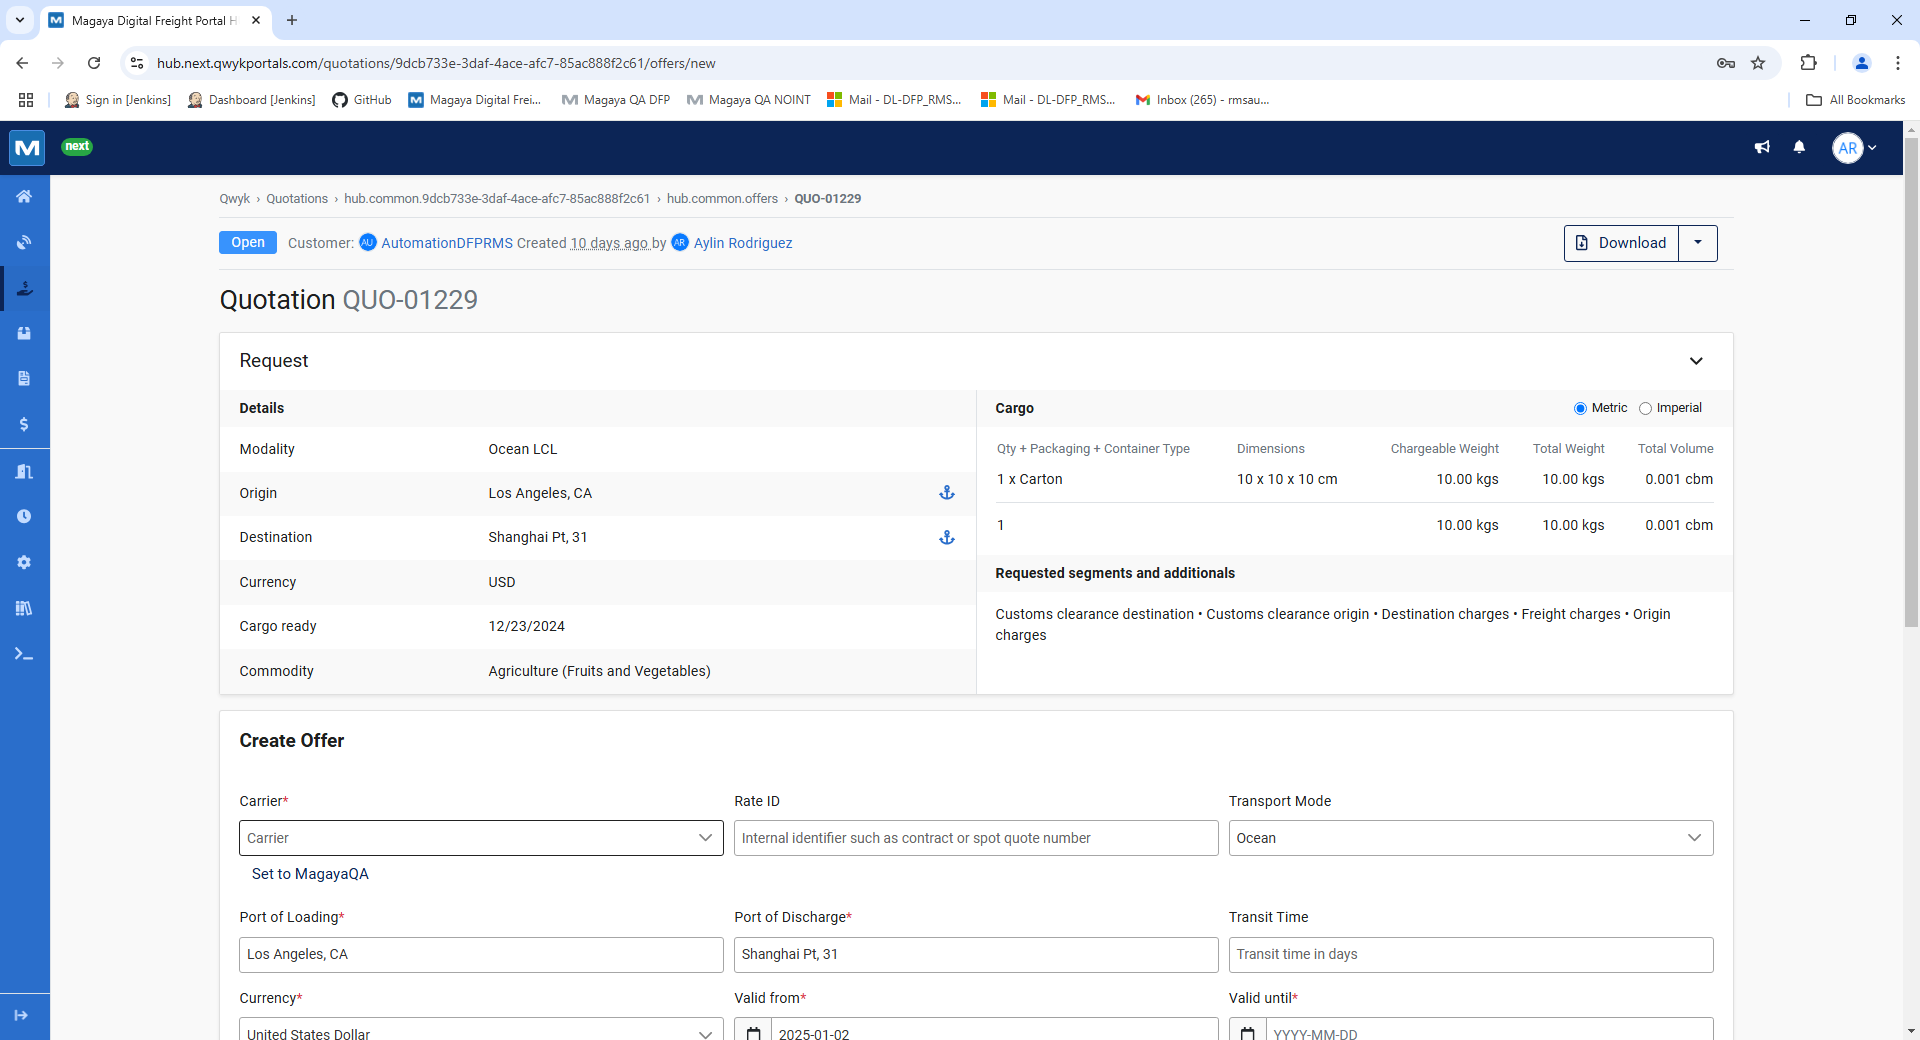 Magaya Digital Freight Portal H
hub.next.qwykportals.com/quotations/9dcb733e-3daf-4ace-afc7-85ac888f2c61/offers/new
Sign in [Jenkins]
Dashboard [Jenkins]
GitHub
Magaya Digital Frei...
Magaya QA DFP
Magaya QA NOINT
Mail - DL-DFP_RMS...
Mail - DL-DFP_RMS...
Inbox (265) - rmsau...
All Bookmarks
next
AR
Qwyk › Quotations › hub.common.9dcb733e-3daf-4ace-afc7-85ac888f2c61 › hub.common.offers › QUO-01229
Open Customer: AU AutomationDFPRMS Created 10 days ago by AR Aylin Rodriguez
Download
Quotation QUO-01229
Request
Details
Modality Ocean LCL
Origin Los Angeles, CA
Destination Shanghai Pt, 31
Currency USD
Cargo ready 12/23/2024
Commodity Agriculture (Fruits and Vegetables)
Cargo Metric Imperial
Qty + Packaging + Container Type Dimensions Chargeable Weight Total Weight Total Volume
1 x Carton 10 x 10 x 10 cm 10.00 kgs 10.00 kgs 0.001 cbm
1 10.00 kgs 10.00 kgs 0.001 cbm
Requested segments and additionals
Customs clearance destination • Customs clearance origin • Destination charges • Freight charges • Origin
charges
Create Offer
Carrier* Rate ID Transport Mode
Carrier Internal identifier such as contract or spot quote number Ocean
Set to MagayaQA
Port of Loading* Port of Discharge* Transit Time
Los Angeles, CA Shanghai Pt, 31 Transit time in days
Currency* Valid from* Valid until*
United States Dollar 2025-01-02 YYYY-MM-DD